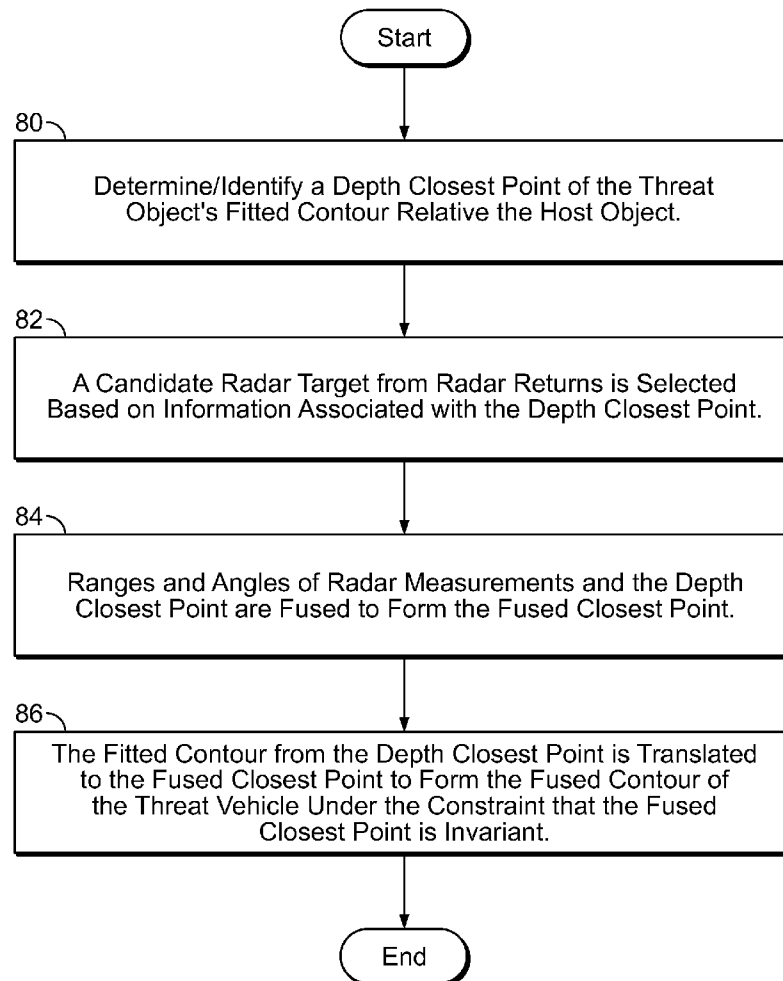 Start
80
Determine/Identify a Depth Closest Point of the Threat
Object's Fitted Contour Relative the Host Object.
82
A Candidate Radar Target from Radar Returns is Selected
Based on Information Associated with the Depth Closest Point.
84
Ranges and Angles of Radar Measurements and the Depth
Closest Point are Fused to Form the Fused Closest Point.
86
The Fitted Contour from the Depth Closest Point is Translated
to the Fused Closest Point to Form the Fused Contour of
the Threat Vehicle Under the Constraint that the Fused
Closest Point is Invariant.
End